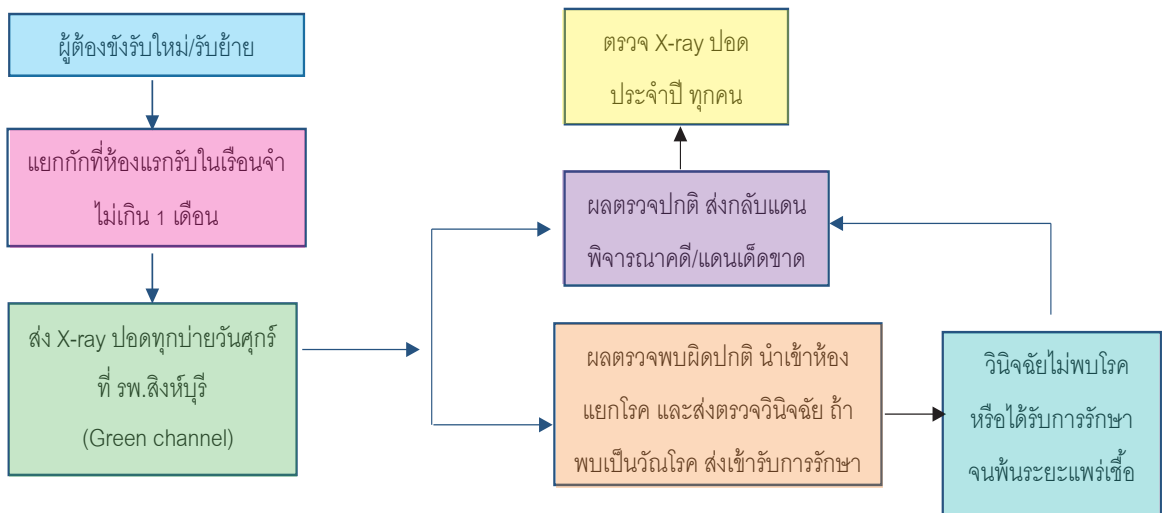 ผู้ต้องขังรับใหม่/รับย้าย
แยกกักที่ห้องแรกรับในเรือนจำ
ไม่เกิน 1 เดือน
ส่ง X-ray ปอดทุกบ่ายวันศุกร์
ที่ รพ.สิงห์บุรี
(Green channel)
ตรวจ X-ray ปอด
ประจำปี ทุกคน
ผลตรวจปกติ ส่งกลับแดน
พิจารณาคดี/แดนเด็ดขาด
ผลตรวจพบผิดปกติ นำเข้าห้อง
แยกโรค และส่งตรวจวินิจฉัย ถ้า
พบเป็นวัณโรค ส่งเข้ารับการรักษา
วินิจฉัยไม่พบโรค
หรือได้รับการรักษา
จนพ้นระยะแพร่เชื้อ